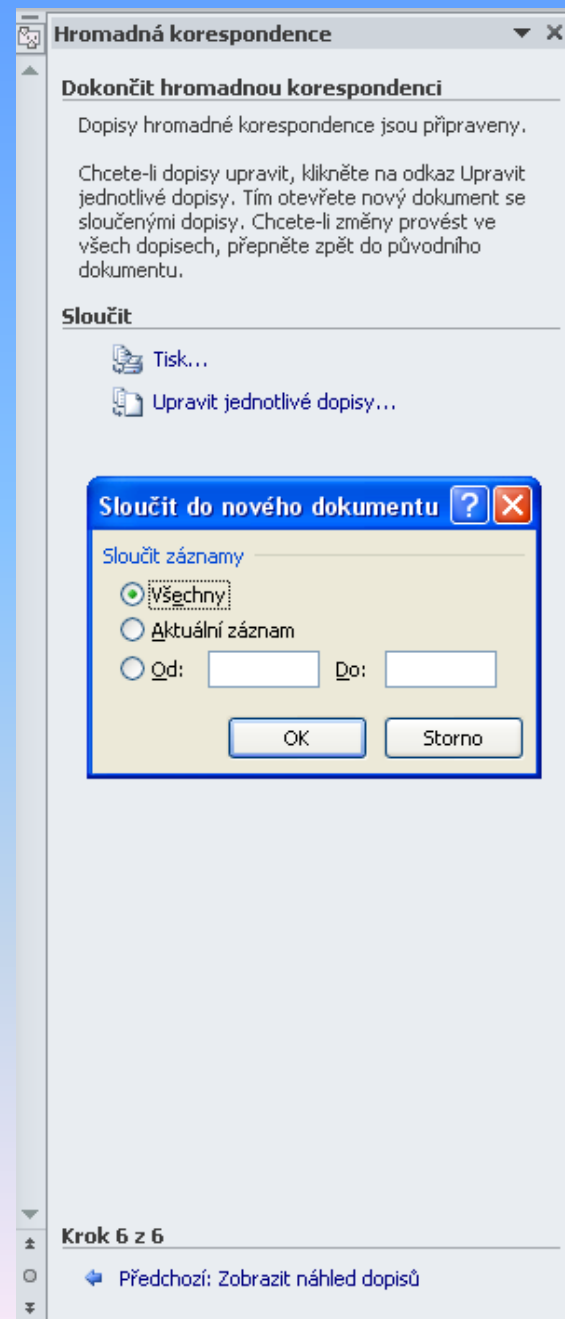 Hromadná korespondence
Dokončit hromadnou korespondenci
Dopisy hromadné korespondence jsou připraveny.
Chcete-li dopisy upravit, klikněte na odkaz Upravit
jednotlivé dopisy. Tím otevřete nový dokument se
sloučenými dopisy. Chcete-li změny provést ve
všech dopisech, přepněte zpět do původního
dokumentu.
Sloučit
Tisk...
Upravit jednotlivé dopisy...
Sloučit do nového dokumentu
Sloučit záznamy
Všechny
Aktuální záznam
Od: Do:
OK Storno
Krok 6 z 6
Předchozí: Zobrazit náhled dopisů